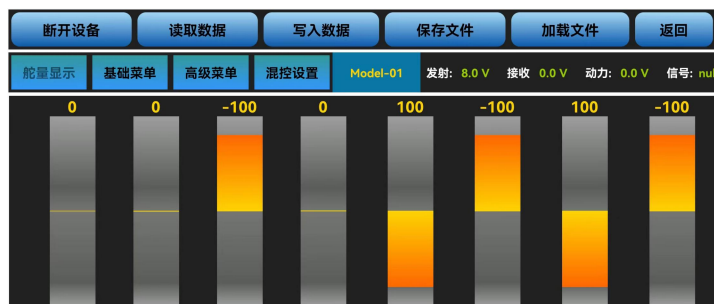 断开设备 读取数据 写入数据 保存文件 加载文件 返回
舵量显示 基础菜单 高级菜单 混控设置 Model-01 发射: 8.0 V 接收 0.0 V 动力: 0.0 V 信号: nul
0 0 -100 0 100 -100 100 -100